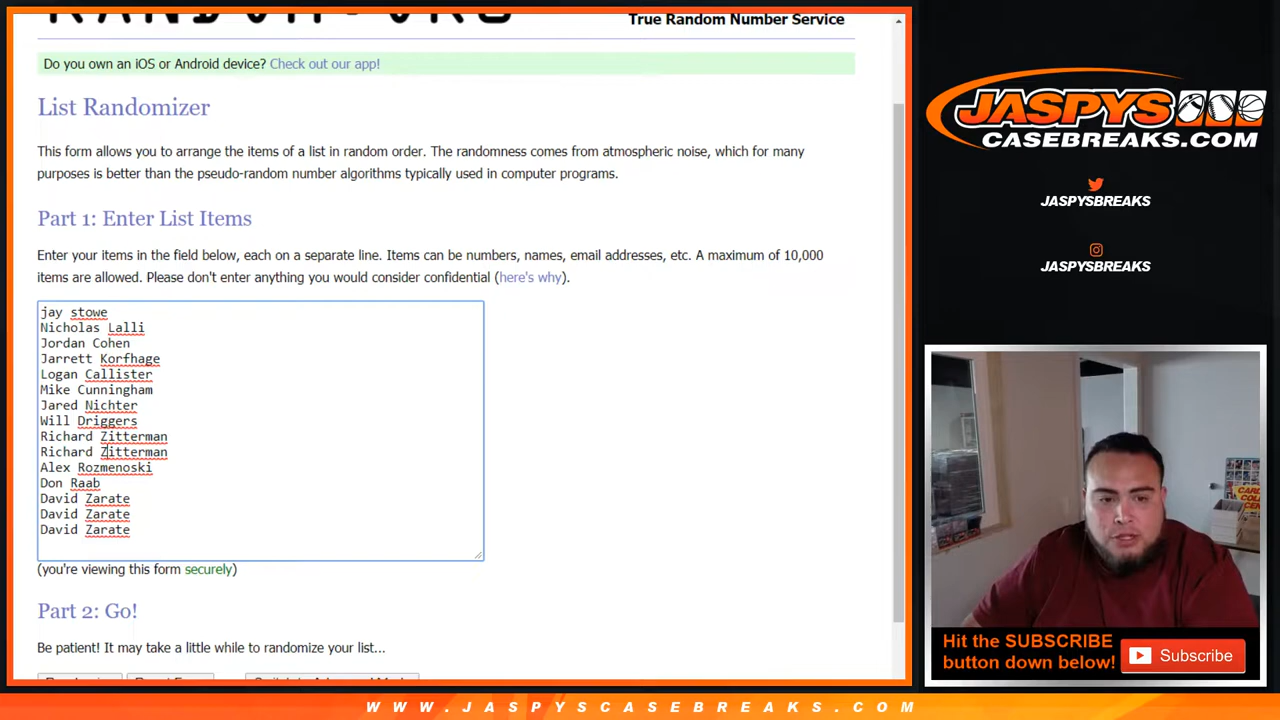 RANDOM.ORG
True Random Number Service
Do you own an iOS or Android device? Check out our app!
List Randomizer
This form allows you to arrange the items of a list in random order. The randomness comes from atmospheric noise, which for many
purposes is better than the pseudo-random number algorithms typically used in computer programs.
Part 1: Enter List Items
Enter your items in the field below, each on a separate line. Items can be numbers, names, email addresses, etc. A maximum of 10,000
items are allowed. Please don't enter anything you would consider confidential (here's why).
jay stowe
Nicholas Lalli
Jordan Cohen
Jarrett Korfhage
Logan Callister
Mike Cunningham
Jared Nichter
Will Driggers
Richard Zitterman
Richard Zitterman
Alex Rozmenoski
Don Raab
David Zarate
David Zarate
David Zarate
(you're viewing this form securely)
Part 2: Go!
Be patient! It may take a little while to randomize your list...
JASPYS
CASEBREAKS.COM
JASPYSBREAKS
JASPYSBREAKS
Hit the SUBSCRIBE
button down below!
Subscribe
WWW.JASPYSCASEBREAKS.COM